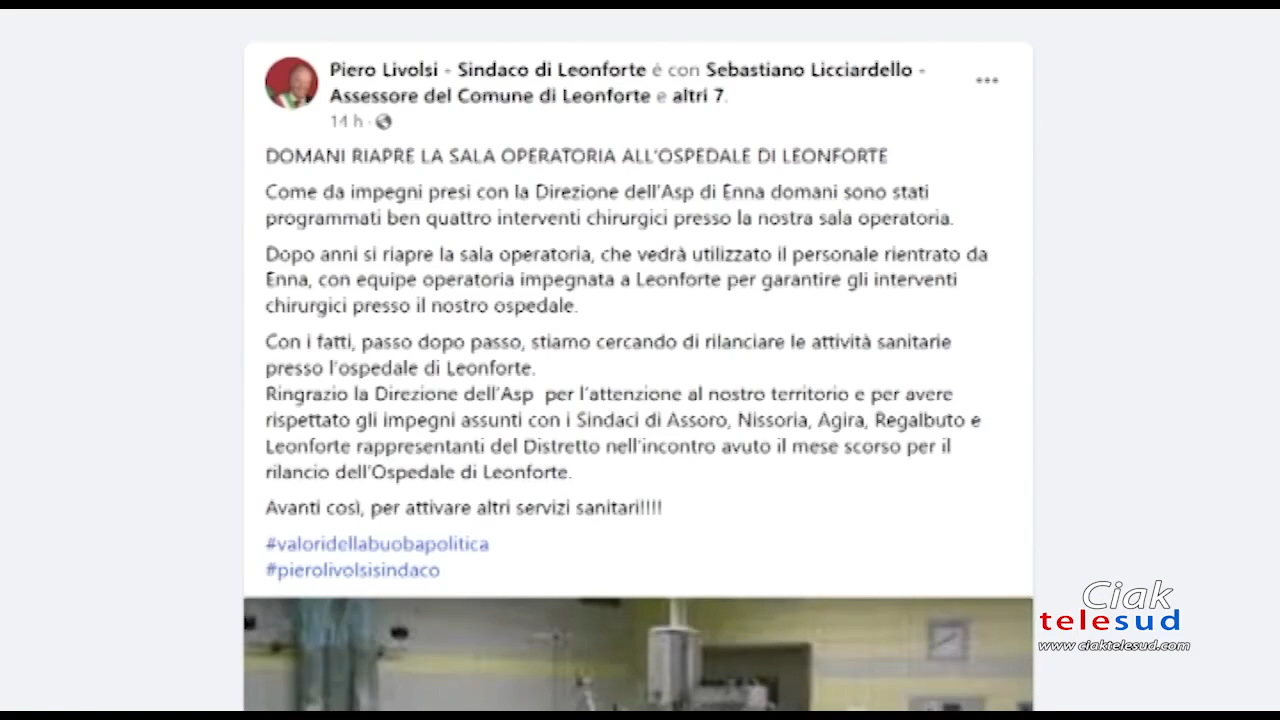 Piero Livolsi - Sindaco di Leonforte è con Sebastiano Licciardello -
Assessore del Comune di Leonforte e altri 7.
14 h ·
DOMANI RIAPRE LA SALA OPERATORIA ALL'OSPEDALE DI LEONFORTE
Come da impegni presi con la Direzione dell'Asp di Enna domani sono stati
programmati ben quattro interventi chirurgici presso la nostra sala operatoria.
Dopo anni si riapre la sala operatoria, che vedrà utilizzato il personale rientrato da
Enna, con equipe operatoria impegnata a Leonforte per garantire gli interventi
chirurgici presso il nostro ospedale.
Con i fatti, passo dopo passo, stiamo cercando di rilanciare le attività sanitarie
presso l'ospedale di Leonforte.
Ringrazio la Direzione dell'Asp  per l'attenzione al nostro territorio e per avere
rispettato gli impegni assunti con i Sindaci di Assoro, Nissoria, Agira, Regalbuto e
Leonforte rappresentanti del Distretto nell'incontro avuto il mese scorso per il
rilancio dell'Ospedale di Leonforte.
Avanti così, per attivare altri servizi sanitari!!!!
#valoridellabuobapolitica
#pierolivolsisindaco
Ciak
telesud
www ciaktelesud.com